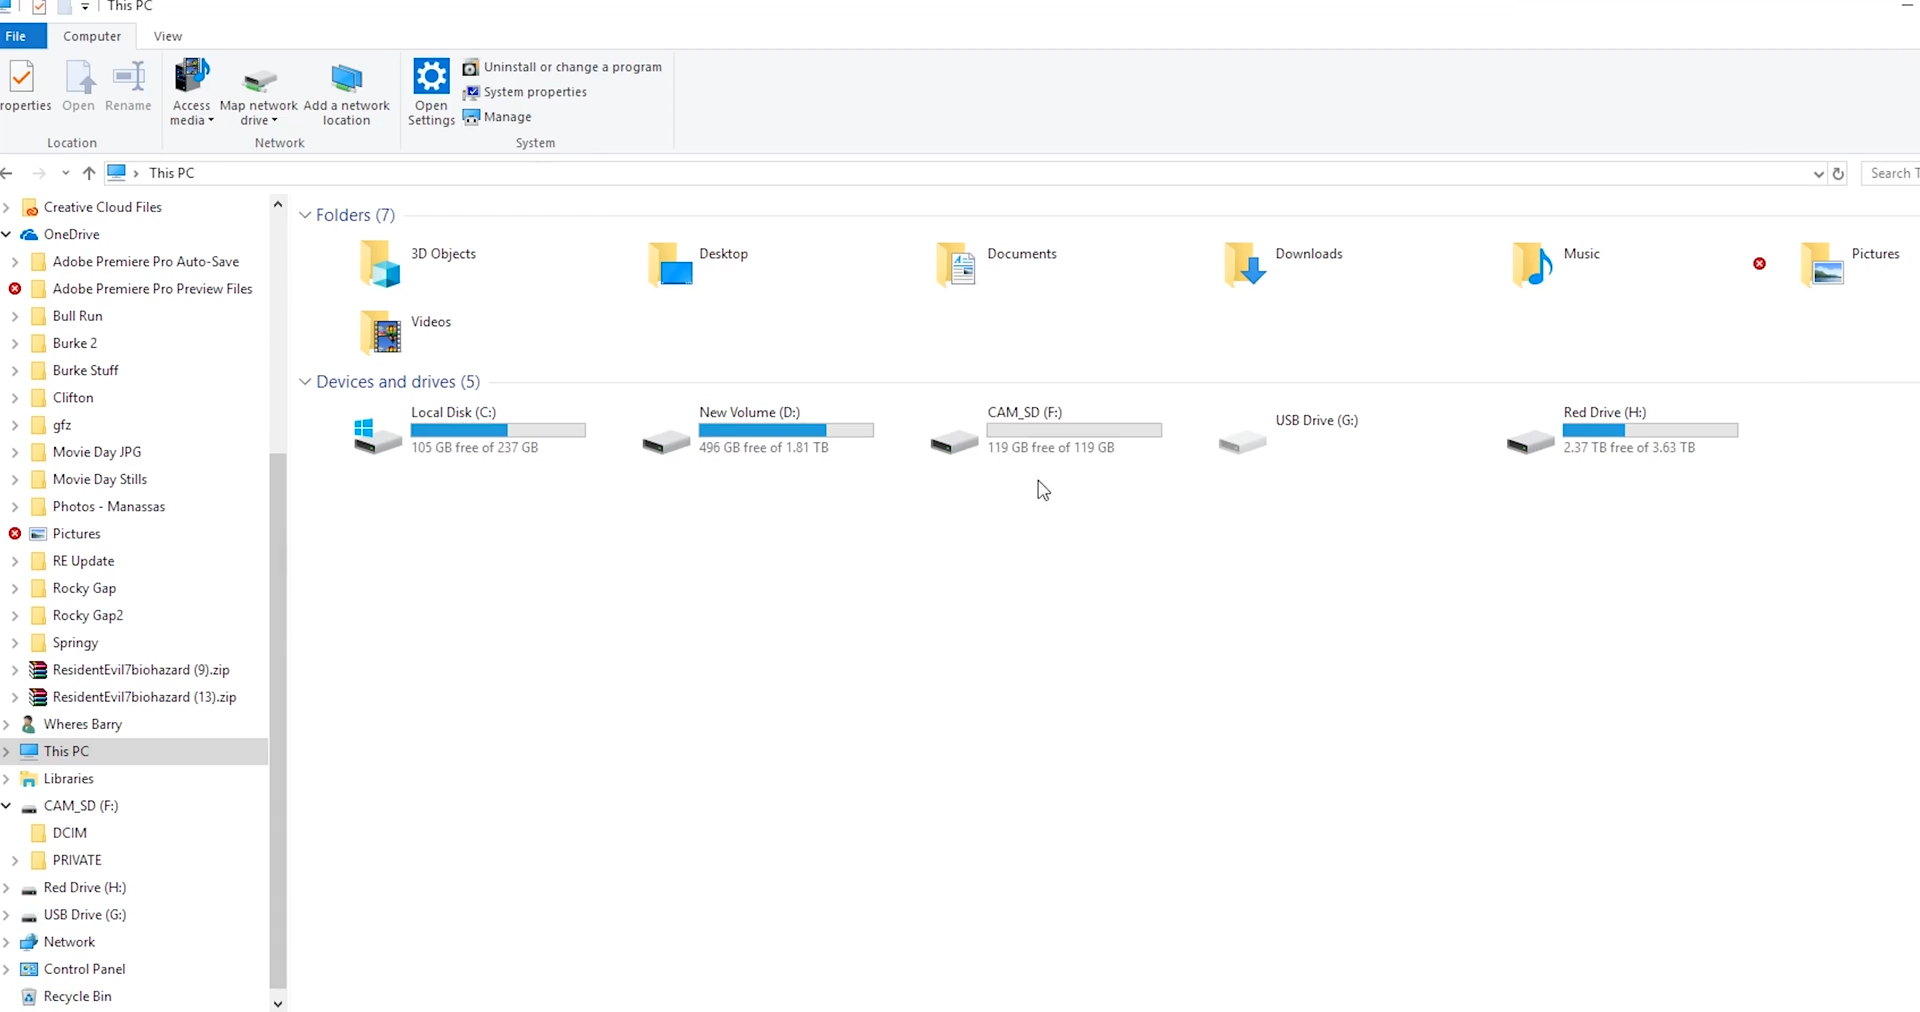 This PC
File Computer View
roperties Open Rename
Access media
Map network drive
Add a network location
Open Settings
Uninstall or change a program
System properties
Manage
Location Network System
This PC
Search T
Creative Cloud Files
OneDrive
Adobe Premiere Pro Auto-Save
Adobe Premiere Pro Preview Files
Bull Run
Burke 2
Burke Stuff
Clifton
gfz
Movie Day JPG
Movie Day Stills
Photos - Manassas
Pictures
RE Update
Rocky Gap
Rocky Gap2
Springy
ResidentEvil7biohazard (9).zip
ResidentEvil7biohazard (13).zip
Wheres Barry
This PC
Libraries
CAM_SD (F:)
DCIM
PRIVATE
Red Drive (H:)
USB Drive (G:)
Network
Control Panel
Recycle Bin
Folders (7)
3D Objects
Desktop
Documents
Downloads
Music
Pictures
Videos
Devices and drives (5)
Local Disk (C:)
105 GB free of 237 GB
New Volume (D:)
496 GB free of 1.81 TB
CAM_SD (F:)
119 GB free of 119 GB
USB Drive (G:)
Red Drive (H:)
2.37 TB free of 3.63 TB